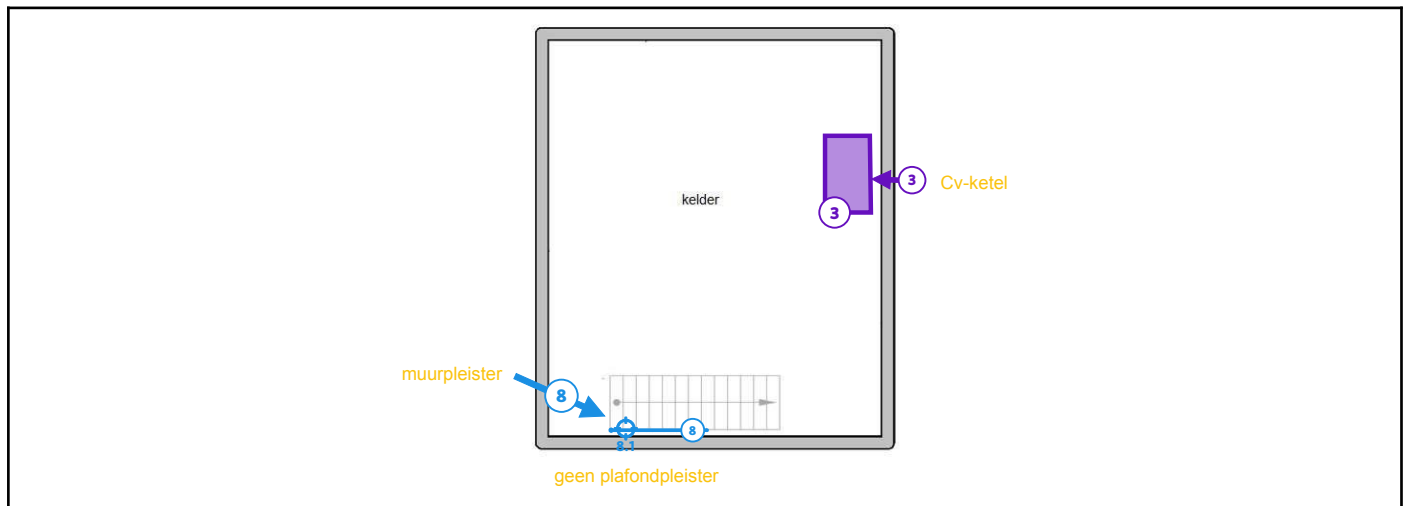 3
Cv-ketel
kelder
3
muurpleister
8
8
8.1
geen plafondpleister